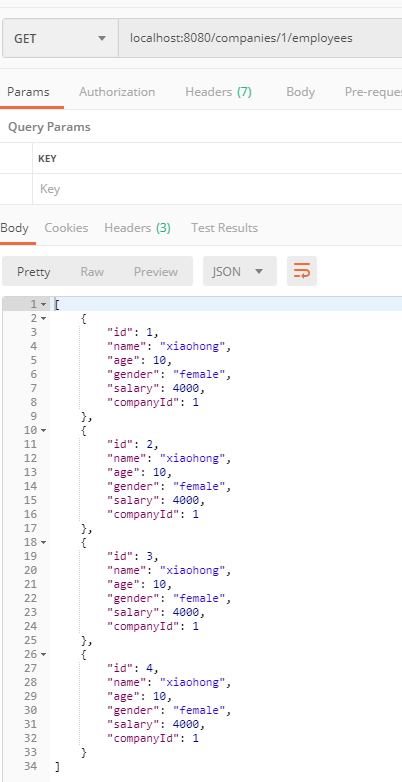 GET localhost:8080/companies/1/employees
Params Authorization Headers (7) Body Pre-reques
Query Params
KEY
Key
Body Cookies Headers (3) Test Results
Pretty Raw Preview JSON
1 [
2 {
3 "id": 1,
4 "name": "xiaohong",
5 "age": 10,
6 "gender": "female",
7 "salary": 4000,
8 "companyId": 1
9 },
10 {
11 "id": 2,
12 "name": "xiaohong",
13 "age": 10,
14 "gender": "female",
15 "salary": 4000,
16 "companyId": 1
17 },
18 {
19 "id": 3,
20 "name": "xiaohong",
21 "age": 10,
22 "gender": "female",
23 "salary": 4000,
24 "companyId": 1
25 },
26 {
27 "id": 4,
28 "name": "xiaohong",
29 "age": 10,
30 "gender": "female",
31 "salary": 4000,
32 "companyId": 1
33 }
34 ]